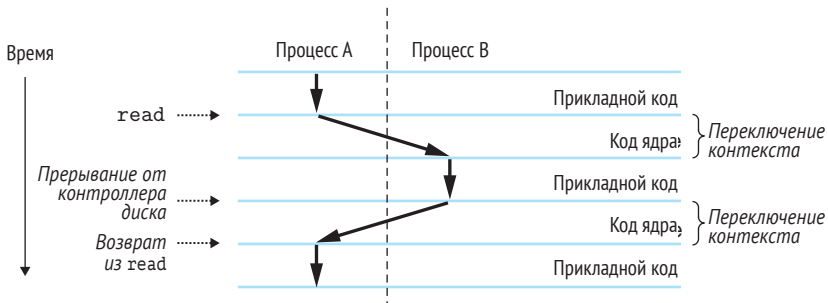 Время
Процесс A
Процесс B
Прикладной код
read
Код ядра
Переключение
контекста
Прерывание от
контроллера
диска
Прикладной код
Код ядра
Переключение
контекста
Возврат
из read
Прикладной код